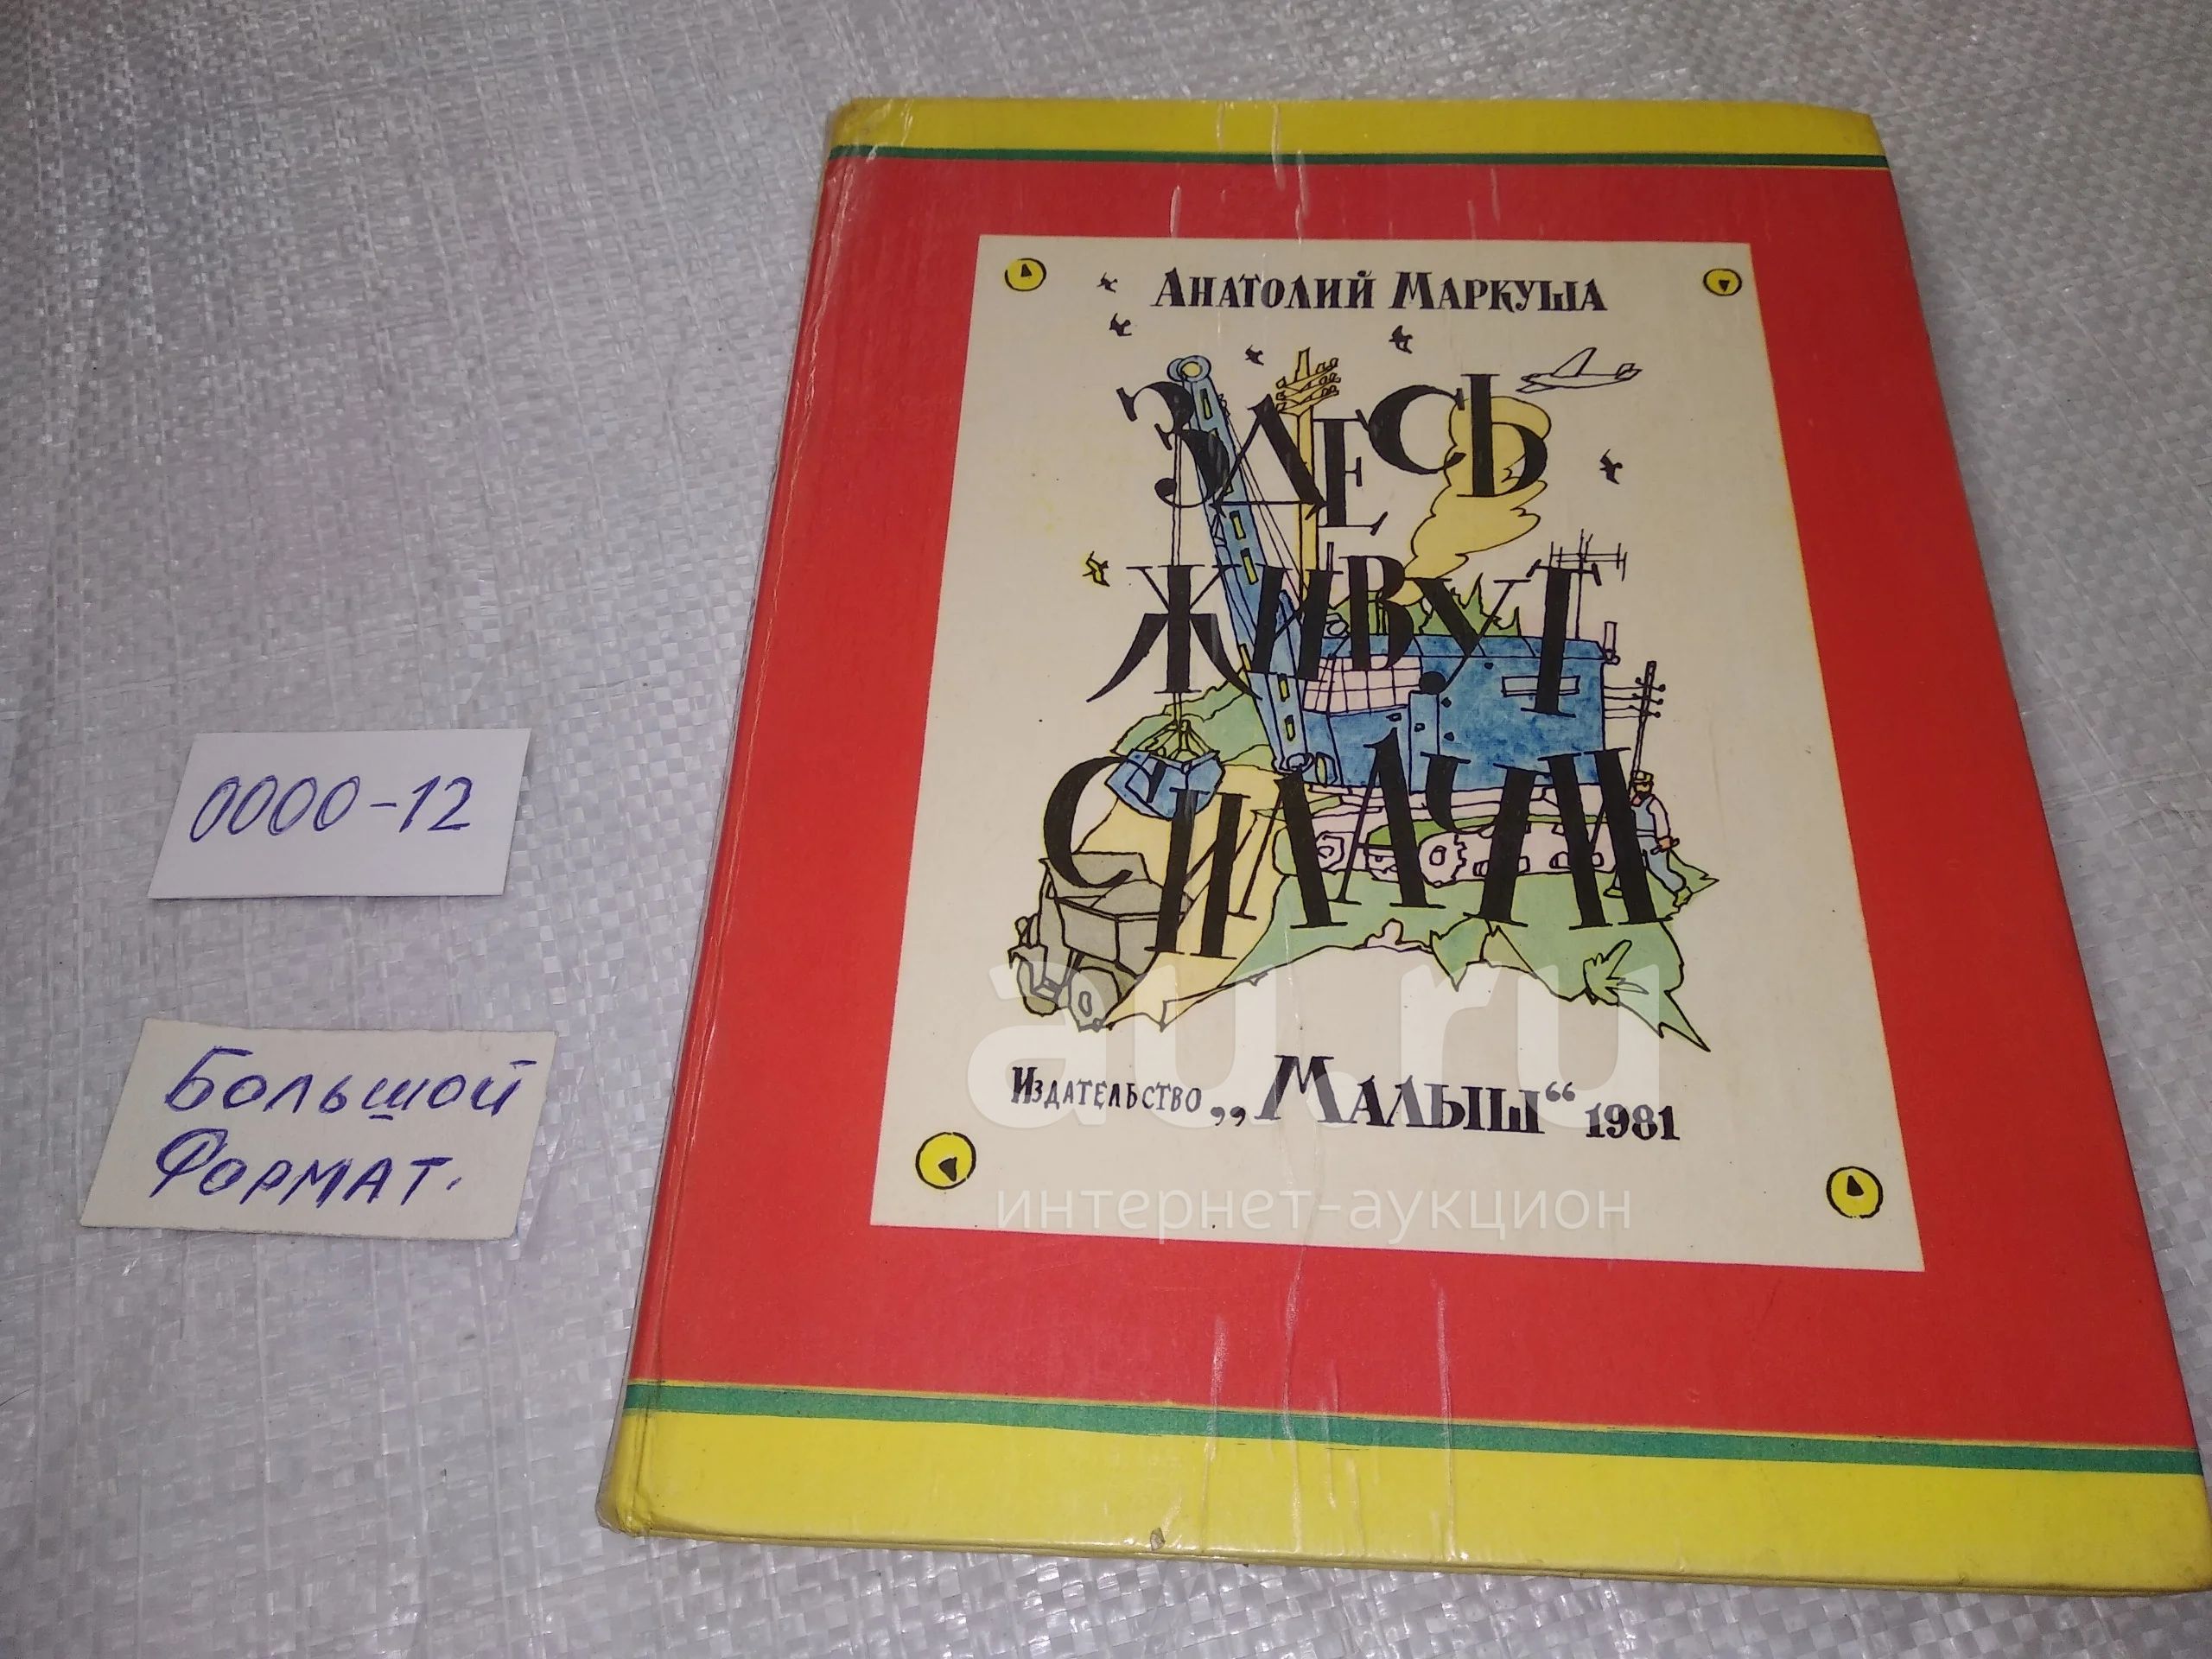 Анатолий Маркуша
Здесь
живут
силачи
Издательство „Малыш“ 1981
0000-12
Большой
Формат.
au.ru
интернет-аукцион